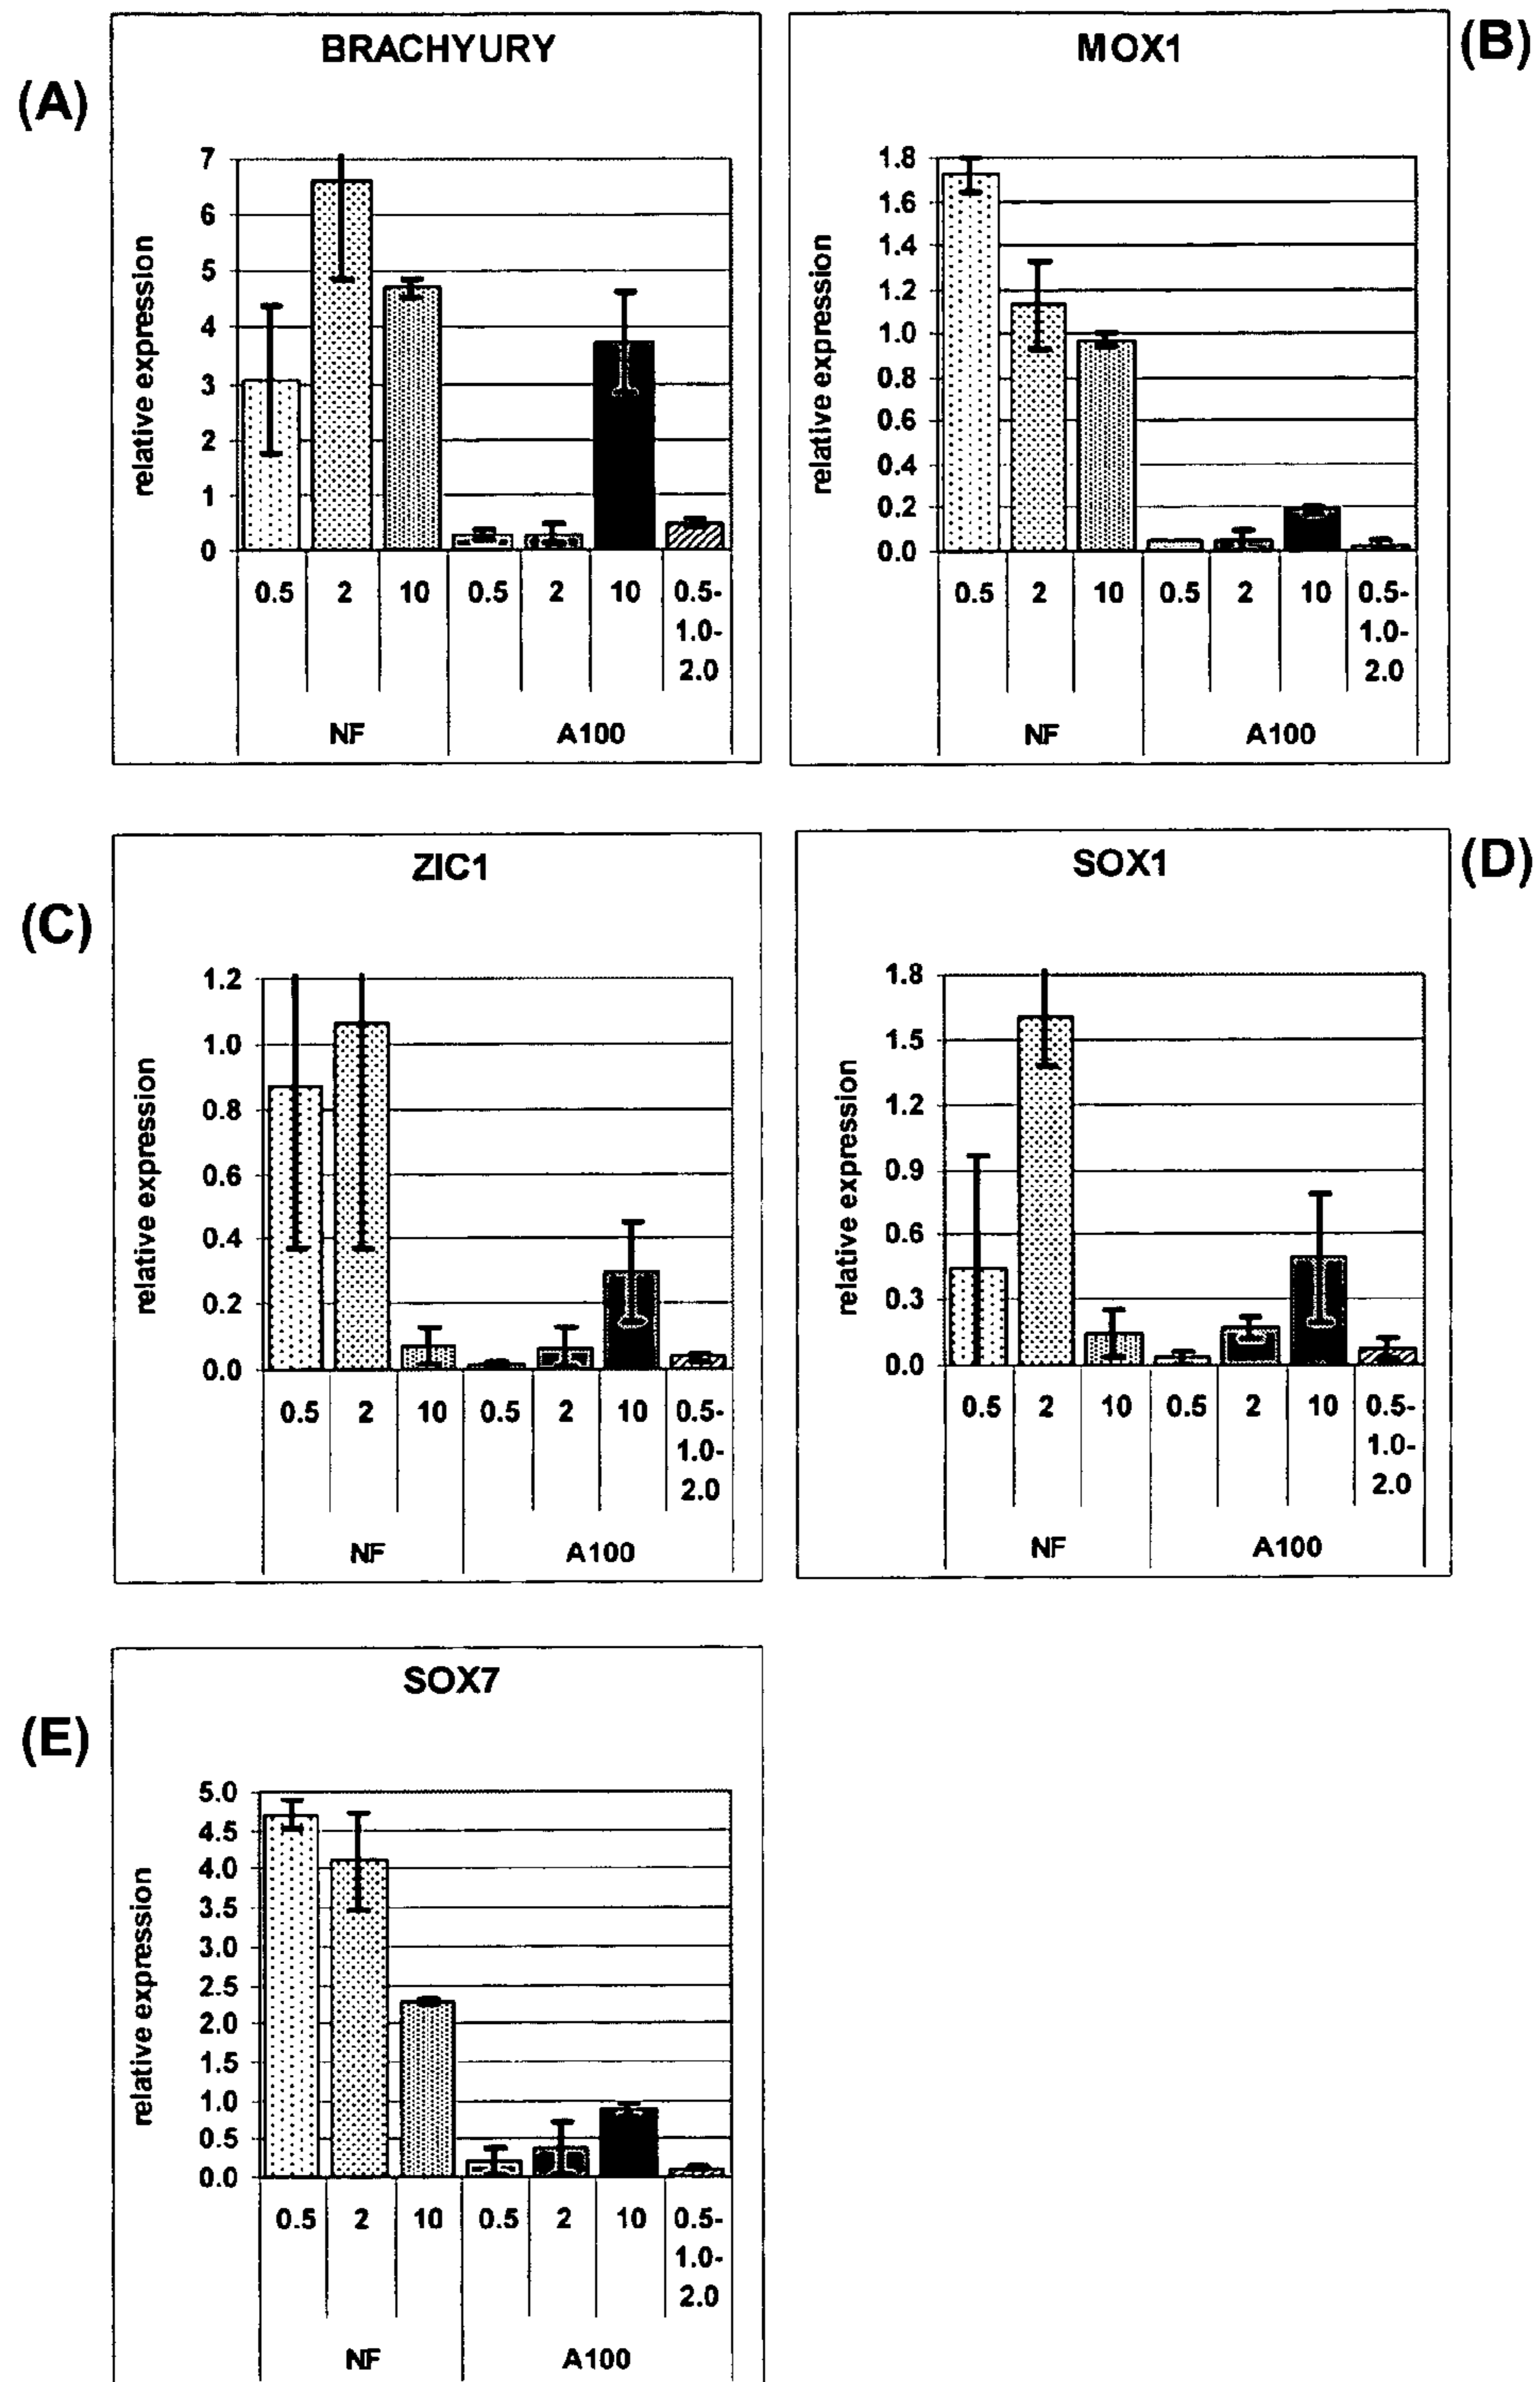 (A)
BRACHYURY
relative expression
7
6
5
4
3
2
1
0
0.5 2 10 0.5 2 10 0.5-
1.0-
2.0
NF A100
(B)
MOX1
relative expression
1.8
1.6
1.4
1.2
1.0
0.8
0.6
0.4
0.2
0.0
0.5 2 10 0.5 2 10 0.5-
1.0-
2.0
NF A100
(C)
ZIC1
relative expression
1.2
1.0
0.8
0.6
0.4
0.2
0.0
0.5 2 10 0.5 2 10 0.5-
1.0-
2.0
NF A100
(D)
SOX1
relative expression
1.8
1.5
1.2
0.9
0.6
0.3
0.0
0.5 2 10 0.5 2 10 0.5-
1.0-
2.0
NF A100
(E)
SOX7
relative expression
5.0
4.5
4.0
3.5
3.0
2.5
2.0
1.5
1.0
0.5
0.0
0.5 2 10 0.5 2 10 0.5-
1.0-
2.0
NF A100